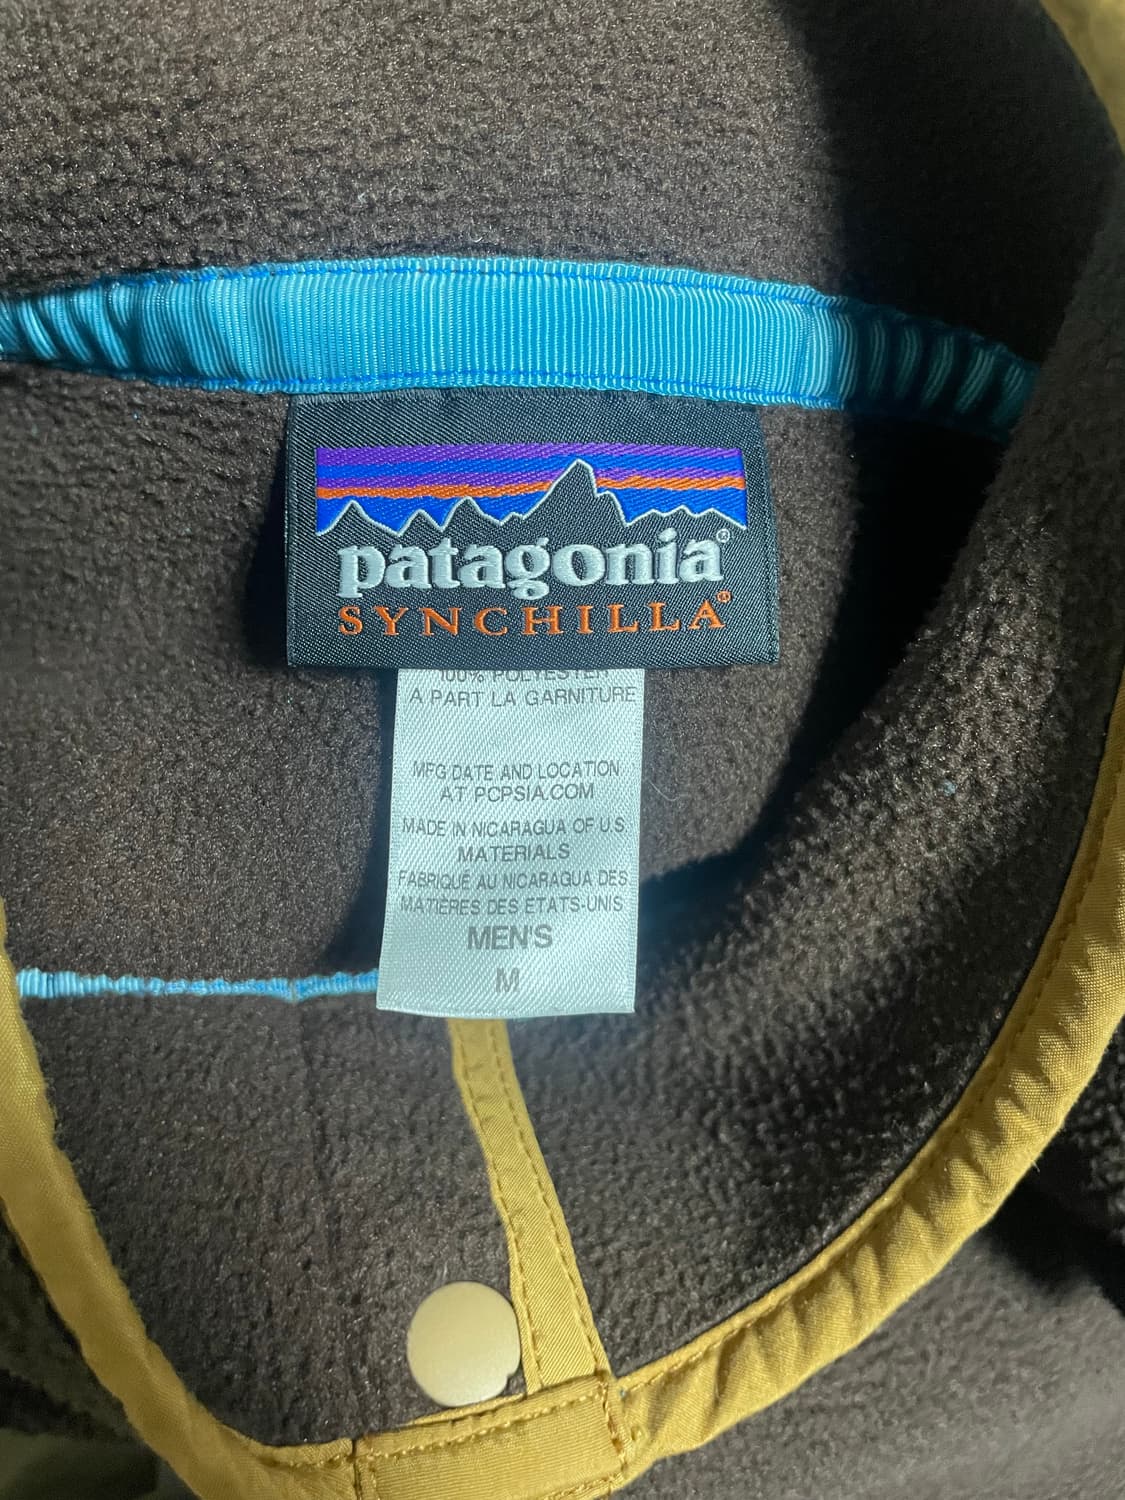 patagonia®
SYNCHILLA®
100% POLYESTER
A PART LA GARNITURE
MFG DATE AND LOCATION
AT PCPSIA.COM
MADE IN NICARAGUA OF U.S.
MATERIALS
FABRIQUÉ AU NICARAGUA DES
MATIÈRES DES ÉTATS-UNIS
MEN'S
M